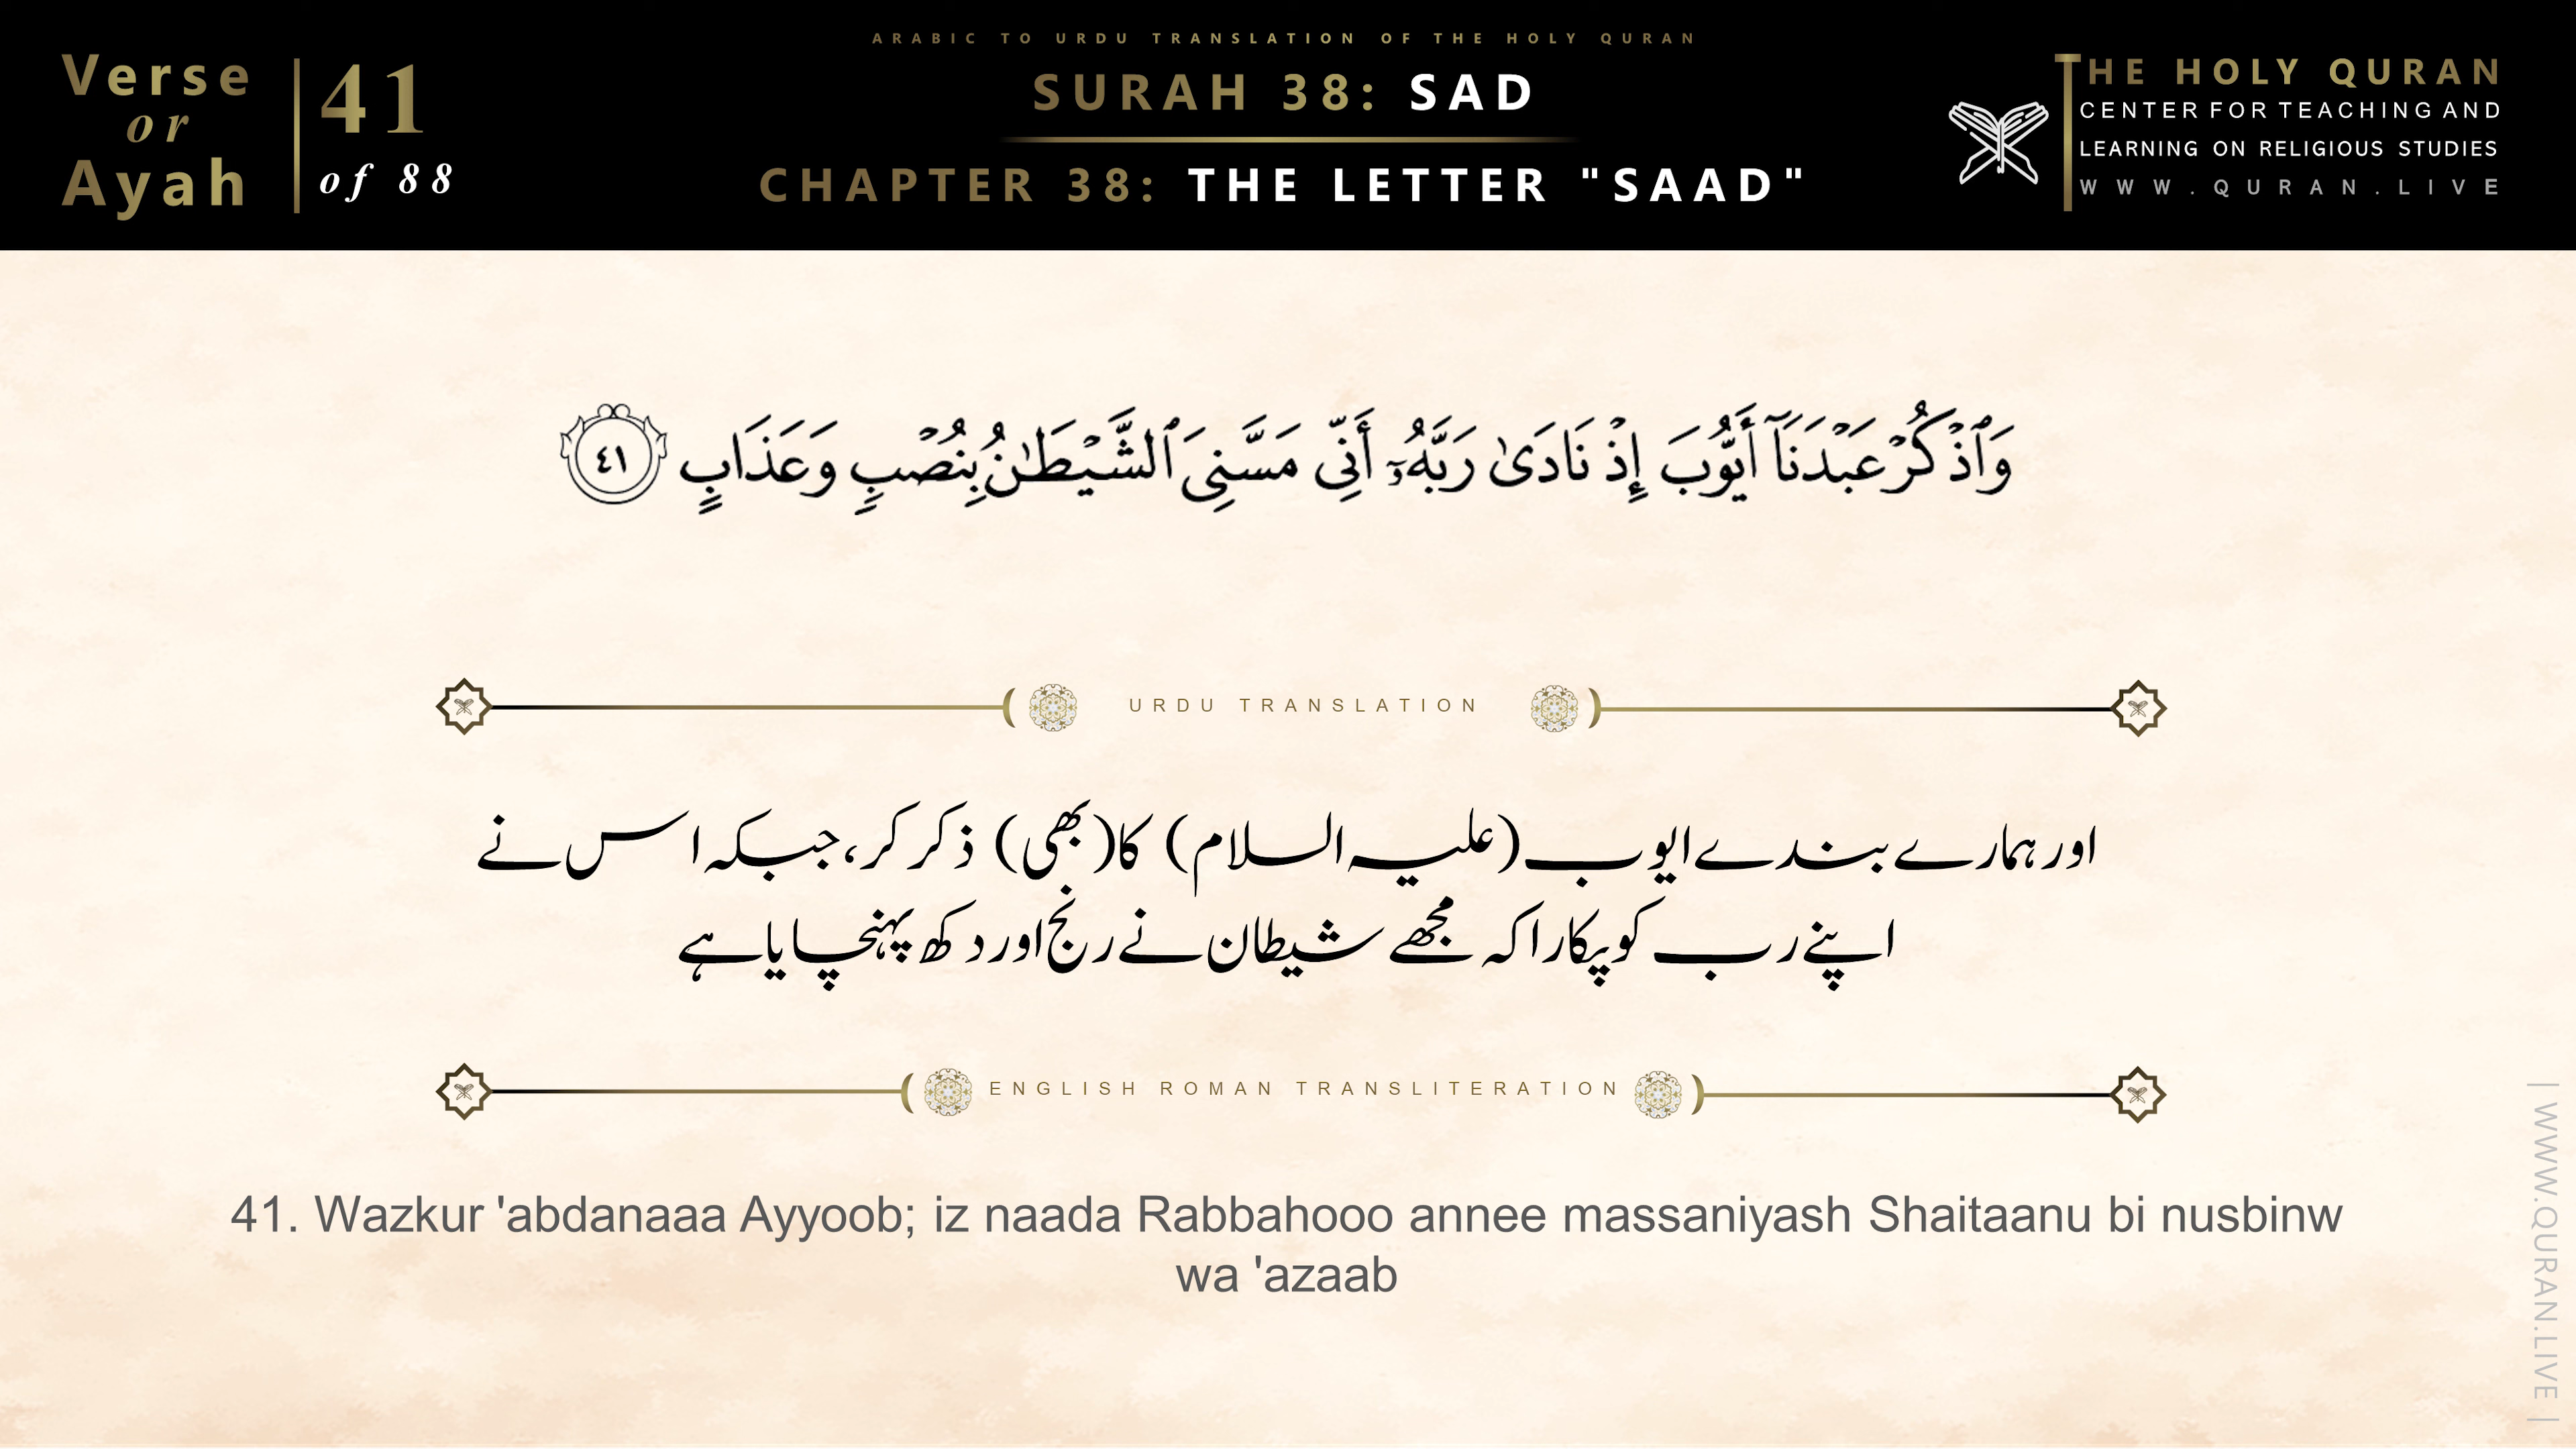 ARABIC TO URDU TRANSLATION OF THE HOLY QURAN
Verse
or
Ayah
41
of 88
SURAH 38: SAD
CHAPTER 38: THE LETTER "SAAD"
THE HOLY QURAN
CENTER FOR TEACHING AND
LEARNING ON RELIGIOUS STUDIES
WWW.QURAN.LIVE
وَٱذْكُرْ عَبْدَنَآ أَيُّوبَ إِذْ نَادَىٰ رَبَّهُۥٓ أَنِّى مَسَّنِىَ ٱلشَّيْطَـٰنُ بِنُصْبٍ وَعَذَابٍ ٤١
URDU TRANSLATION
اور ہمارے بندے ایوب (علیہ السلام) کا (بھی) ذکر کر، جبکہ اس نے
اپنے رب کو پکارا کہ مجھے شیطان نے رنج اور دکھ پہنچایا ہے
ENGLISH ROMAN TRANSLITERATION
41. Wazkur 'abdanaaa Ayyoob; iz naada Rabbahooo annee massaniyash Shaitaanu bi nusbinw
wa 'azaab
| WWW.QURAN.LIVE |